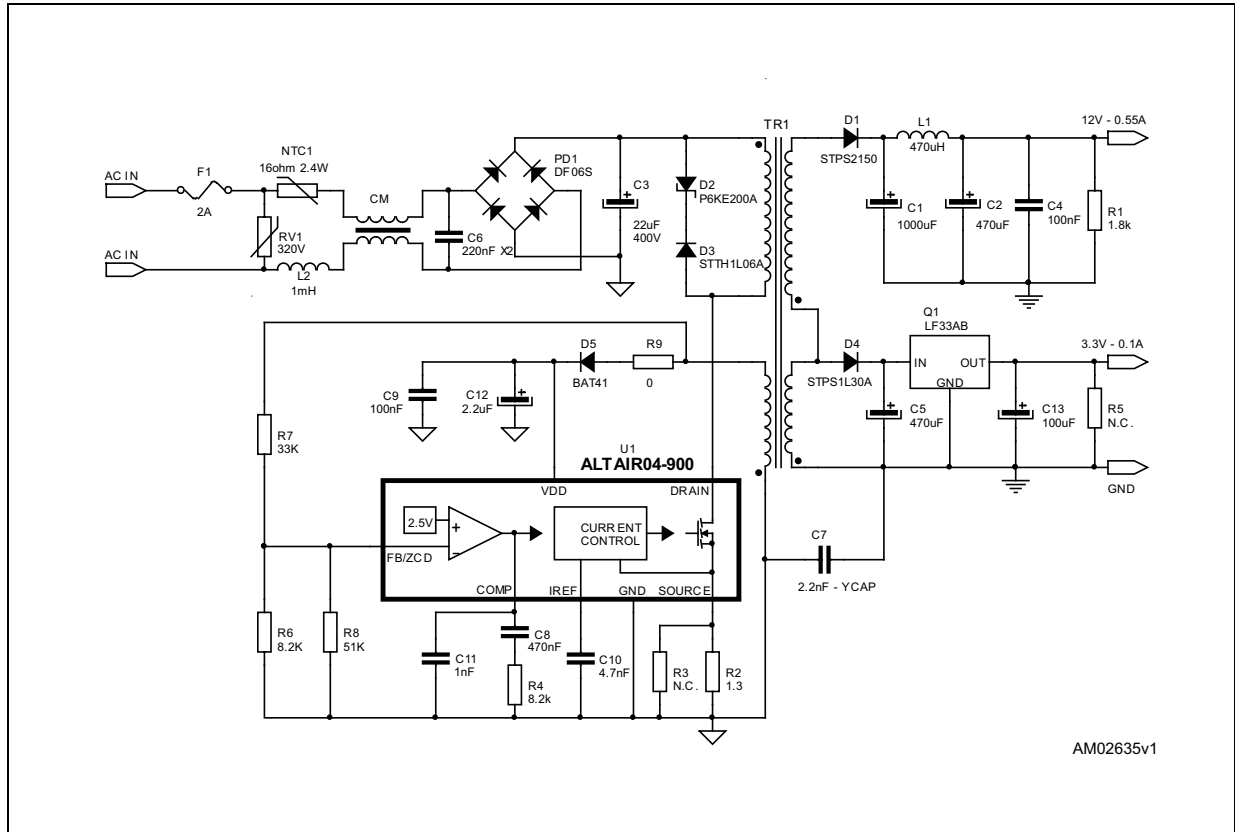 TR1
D1
STPS2150
L1
470uH
12V - 0.55A
NTC1
16ohm 2.4W
F1
2A
AC IN
AC IN
RV1
320V
L2
1mH
CM
PD1
DF06S
C6
220nF X2
C3
22uF
400V
D2
P6KE200A
D3
STTH1L06A
C1
1000uF
C2
470uF
C4
100nF
R1
1.8k
Q1
LF33AB
IN
OUT
GND
3.3V - 0.1A
D4
STPS1L30A
C5
470uF
C13
100uF
R5
N.C.
GND
D5
BAT41
R9
0
C9
100nF
C12
2.2uF
R7
33K
U1
ALTAIR04-900
VDD
DRAIN
2.5V
+
−
CURRENT
CONTROL
FB/ZCD
COMP
IREF
GND
SOURCE
C7
2.2nF - YCAP
R6
8.2K
R8
51K
C11
1nF
C8
470nF
R4
8.2k
C10
4.7nF
R3
N.C.
R2
1.3
AM02635v1